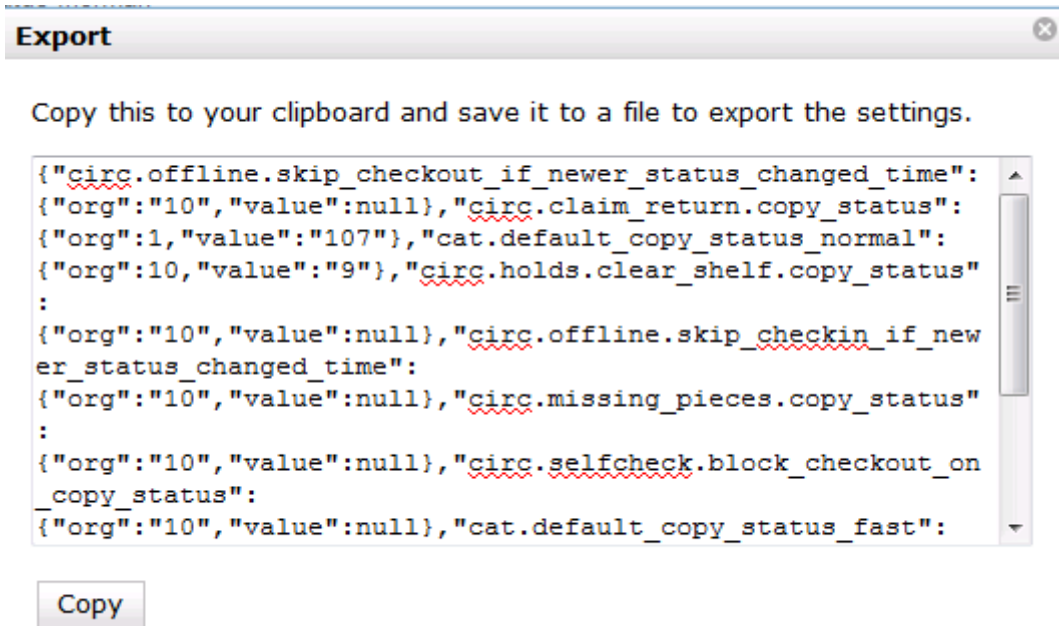 Export
Copy this to your clipboard and save it to a file to export the settings.
{"circ.offline.skip_checkout_if_newer_status_changed_time":
{"org":"10","value":null},"circ.claim_return.copy_status":
{"org":1,"value":"107"},"cat.default_copy_status_normal":
{"org":10,"value":"9"},"circ.holds.clear_shelf.copy_status"
:
{"org":"10","value":null},"circ.offline.skip_checkin_if_new
er_status_changed_time":
{"org":"10","value":null},"circ.missing_pieces.copy_status"
:
{"org":"10","value":null},"circ.selfcheck.block_checkout_on
_copy_status":
{"org":"10","value":null},"cat.default_copy_status_fast":
Copy